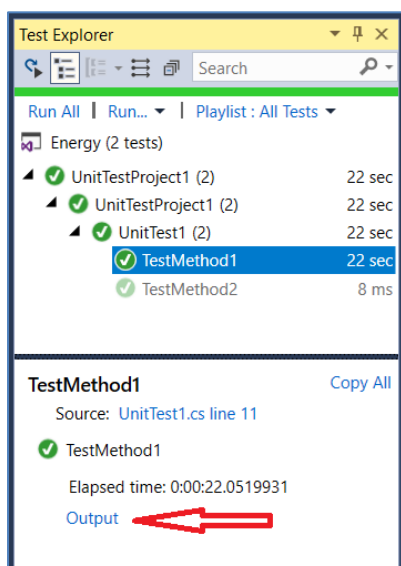 Test Explorer
Search
Run All | Run... | Playlist : All Tests
Energy (2 tests)
UnitTestProject1 (2) 22 sec
UnitTestProject1 (2) 22 sec
UnitTest1 (2) 22 sec
TestMethod1 22 sec
TestMethod2 8 ms
TestMethod1 Copy All
Source: UnitTest1.cs line 11
TestMethod1
Elapsed time: 0:00:22.0519931
Output